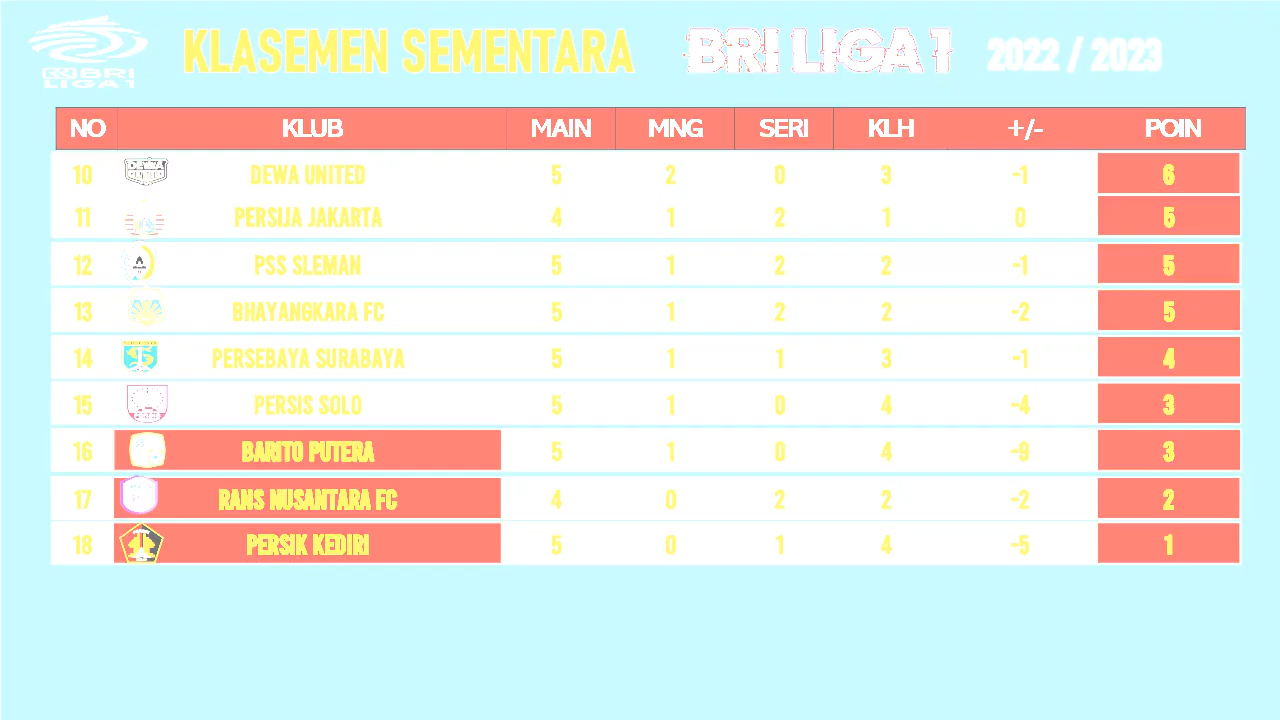 BRI LIGA 1 KLASEMEN SEMENTARA BRI LIGA 1 2022 / 2023
NO KLUB MAIN MNG SERI KLH +/- POIN
10 DEWA UNITED 5 2 0 3 -1 6
11 PERSIJA JAKARTA 4 1 2 1 0 5
12 PSS SLEMAN 5 1 2 2 -1 5
13 BHAYANGKARA FC 5 1 2 2 -2 5
14 PERSEBAYA SURABAYA 5 1 1 3 -1 4
15 PERSIS SOLO 5 1 0 4 -4 3
16 BARITO PUTERA 5 1 0 4 -9 3
17 RANS NUSANTARA FC 4 0 2 2 -2 2
18 PERSIK KEDIRI 5 0 1 4 -5 1